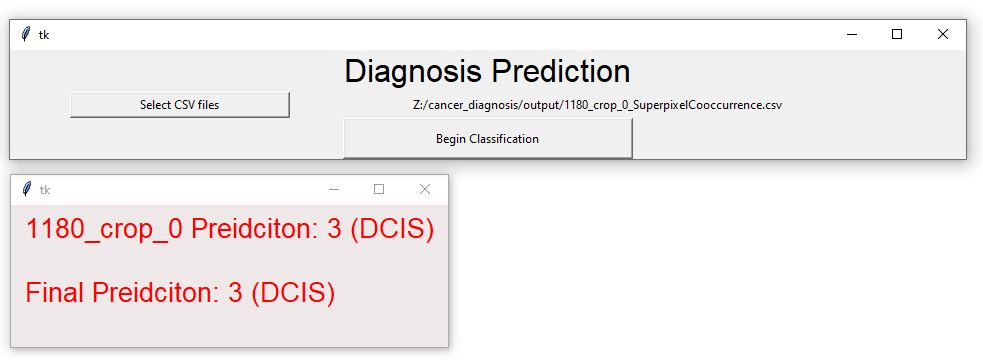 tk
Diagnosis Prediction
Select CSV files
Z:/cancer_diagnosis/output/1180_crop_0_SuperpixelCooccurrence.csv
Begin Classification
tk
1180_crop_0 Preidciton: 3 (DCIS)
Final Preidciton: 3 (DCIS)